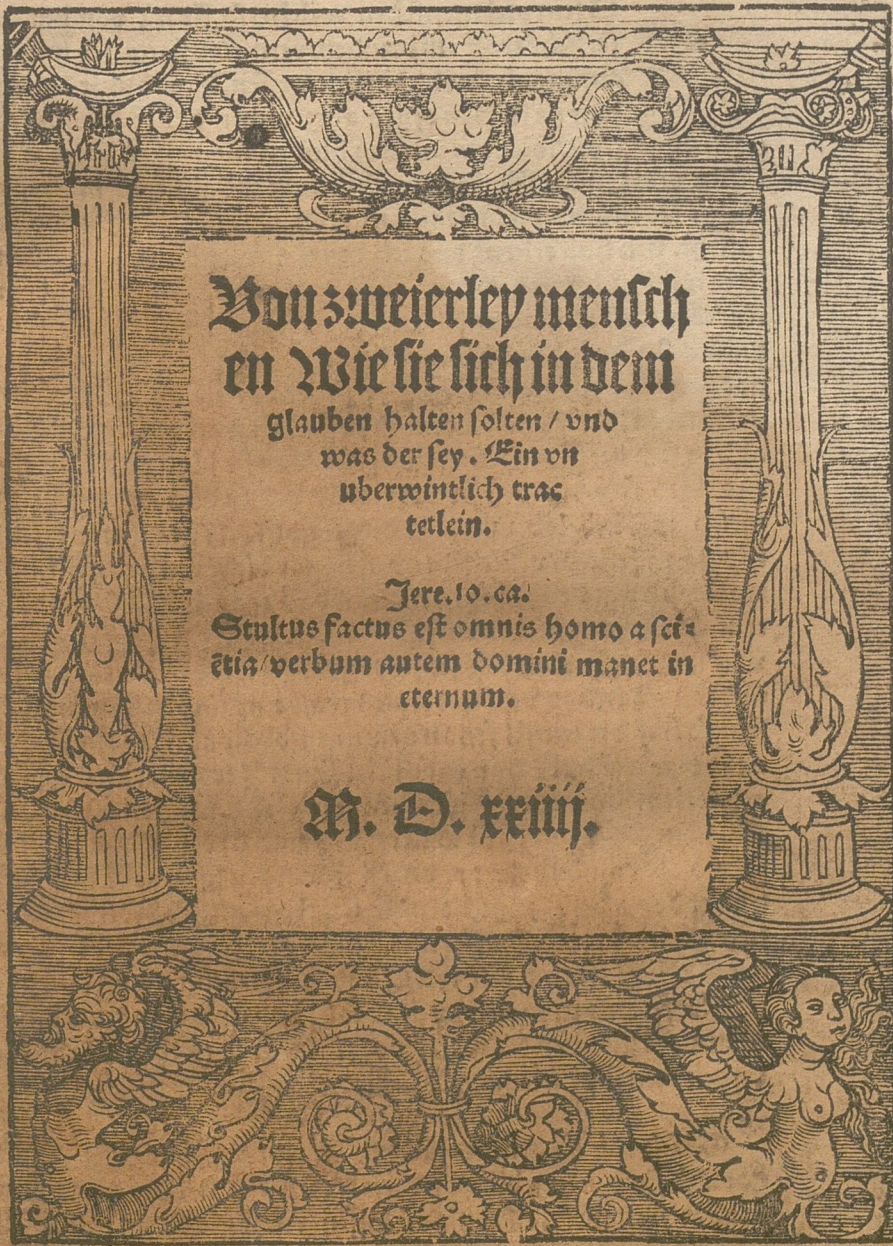 Von zweierley mensch
en Wie sie sich in dem
glauben halten solten / vnd
was der sey. Ein vn
uberwintlich trac
tetlein.
Jere. 10. ca.
Stultus factus est omnis homo a sci⸗
ẽtia / verbum autem domini manet in
eternum.
M. D. xxiiij.